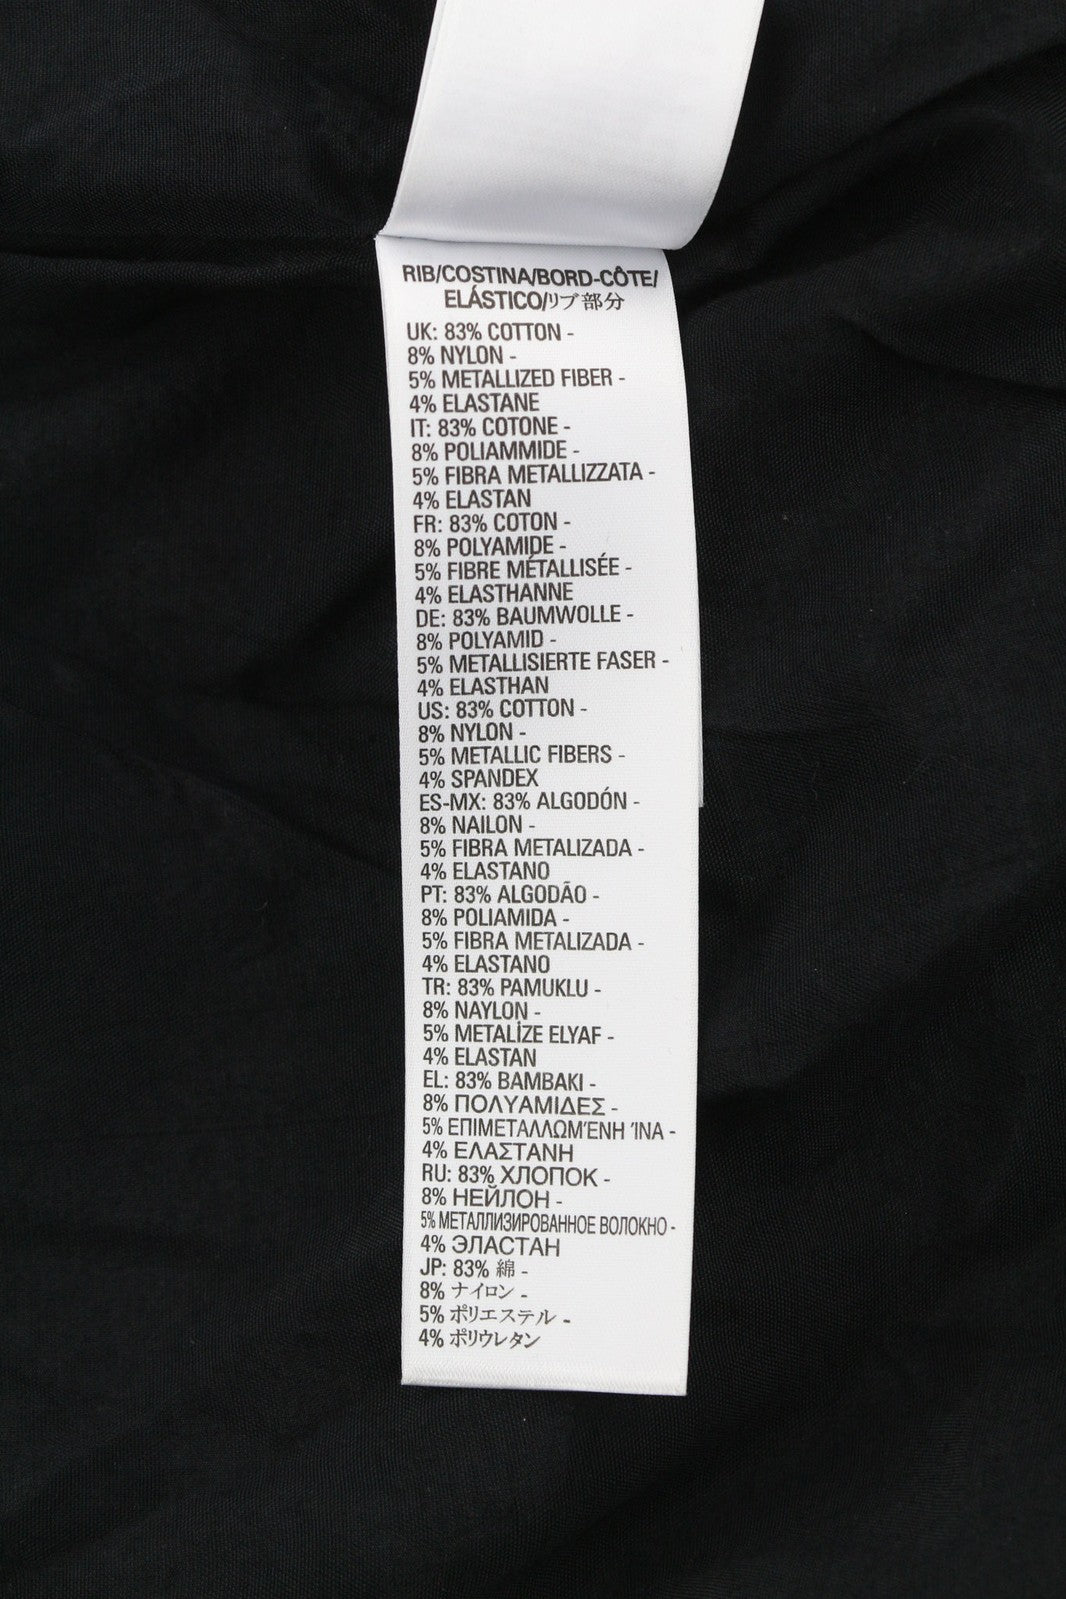 RIB/COSTINA/BORD-CÔTE/
ELÁSTICO/リブ部分
UK: 83% COTTON -
8% NYLON -
5% METALLIZED FIBER -
4% ELASTANE
IT: 83% COTONE -
8% POLIAMMIDE -
5% FIBRA METALLIZZATA -
4% ELASTAN
FR: 83% COTON -
8% POLYAMIDE -
5% FIBRE MÉTALLISÉE -
4% ELASTHANNE
DE: 83% BAUMWOLLE -
8% POLYAMID -
5% METALLISIERTE FASER -
4% ELASTHAN
US: 83% COTTON -
8% NYLON -
5% METALLIC FIBERS -
4% SPANDEX
ES-MX: 83% ALGODÓN -
8% NAILON -
5% FIBRA METALIZADA -
4% ELASTANO
PT: 83% ALGODÃO -
8% POLIAMIDA -
5% FIBRA METALIZADA -
4% ELASTANO
TR: 83% PAMUKLU -
8% NAYLON -
5% METALİZE ELYAF -
4% ELASTAN
EL: 83% ΒΑΜΒΑΚΙ -
8% ΠΟΛΥΑΜΙΔΕΣ -
5% ΕΠΙΜΕΤΑΛΛΩΜΈΝΗ ΊΝΑ -
4% ΕΛΑΣΤΑΝΗ
RU: 83% ХЛОПОК -
8% НЕЙЛОН -
5% МЕТАЛЛИЗИРОВАННОЕ ВОЛОКНО -
4% ЭЛАСТАН
JP: 83% 綿 -
8% ナイロン -
5% ポリエステル -
4% ポリウレタン